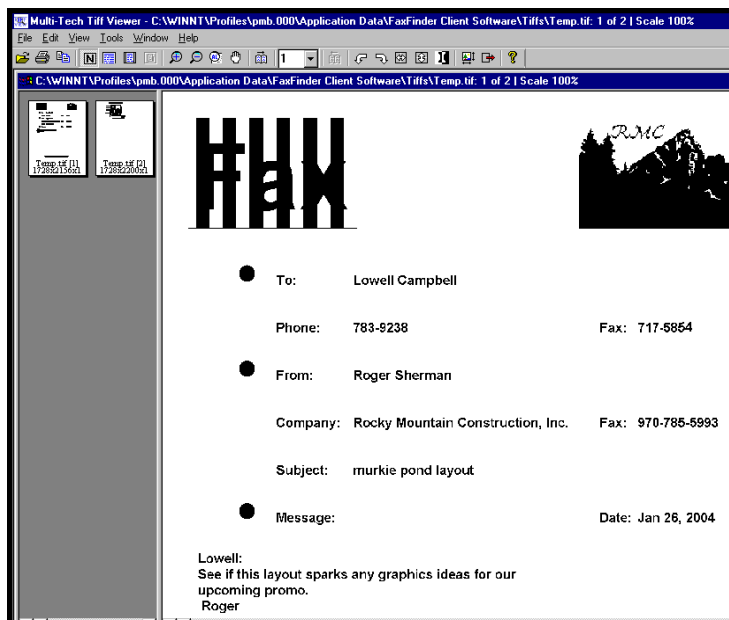 Multi-Tech Tiff Viewer - C:\WINNT\Profiles\pmb.000\Application Data\FaxFinder Client Software\Tiffs\Temp.tif: 1 of 2 | Scale 100%
File Edit View Tools Window Help
N 1
C:\WINNT\Profiles\pmb.000\Application Data\FaxFinder Client Software\Tiffs\Temp.tif: 1 of 2 | Scale 100%
Temp.tif [1] Temp.tif [2]
1728x2156x1 1728x2200x1
Fax RMC
To: Lowell Campbell
Phone: 783-9238 Fax: 717-5854
From: Roger Sherman
Company: Rocky Mountain Construction, Inc. Fax: 970-785-5993
Subject: murkie pond layout
Message: Date: Jan 26, 2004
Lowell:
See if this layout sparks any graphics ideas for our
upcoming promo.
Roger